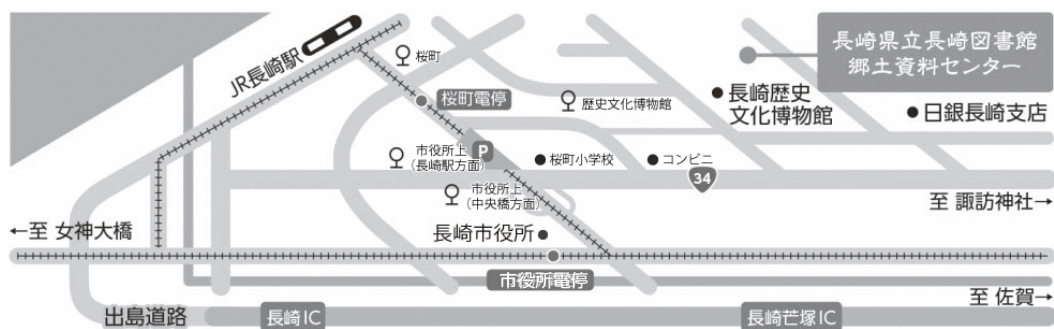 長崎県立長崎図書館
郷土資料センター
JR長崎駅
桜町
桜町電停
歴史文化博物館
長崎歴史
文化博物館
日銀長崎支店
市役所上
(長崎駅方面)
P
桜町小学校
コンビニ
34
市役所上
(中央橋方面)
至 諏訪神社→
←至 女神大橋
長崎市役所
市役所電停
至 佐賀→
出島道路
長崎IC
長崎芒塚IC